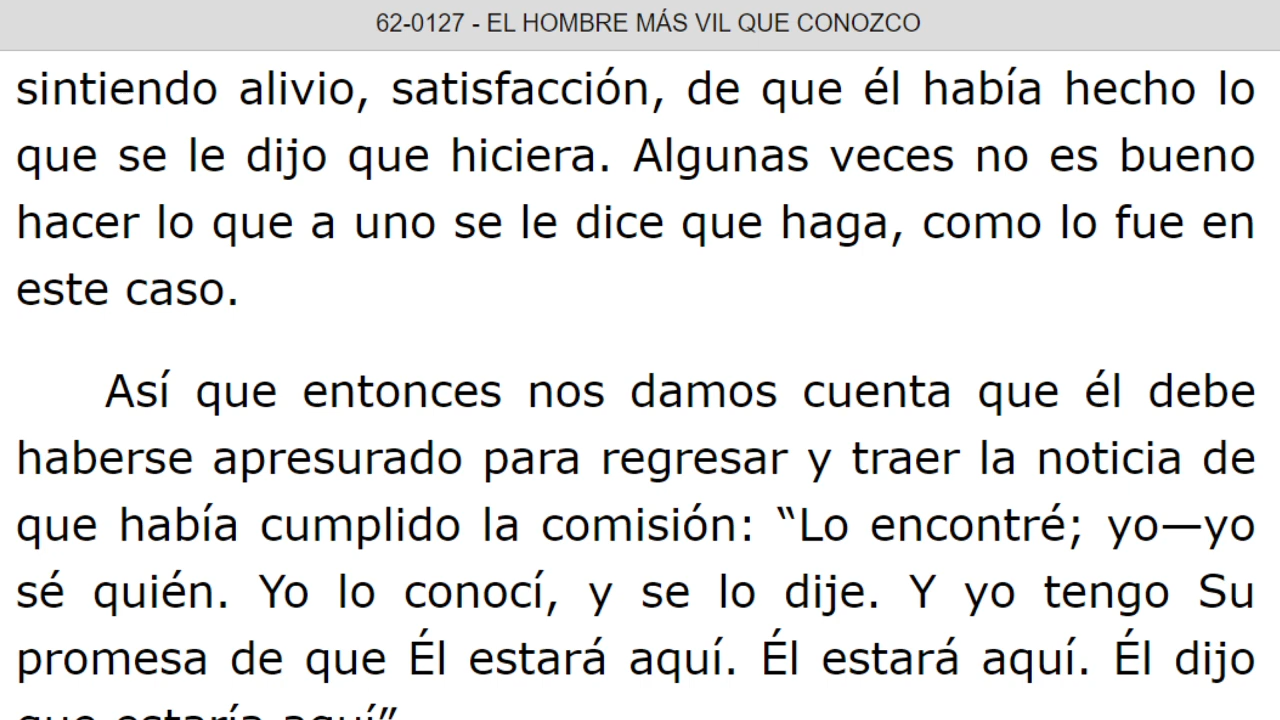 62-0127 - EL HOMBRE MÁS VIL QUE CONOZCO
sintiendo alivio, satisfacción, de que él había hecho lo
que se le dijo que hiciera. Algunas veces no es bueno
hacer lo que a uno se le dice que haga, como lo fue en
este caso.
Así que entonces nos damos cuenta que él debe
haberse apresurado para regresar y traer la noticia de
que había cumplido la comisión: “Lo encontré; yo—yo
sé quién. Yo lo conocí, y se lo dije. Y yo tengo Su
promesa de que Él estará aquí. Él estará aquí. Él dijo
que estaría aquí”